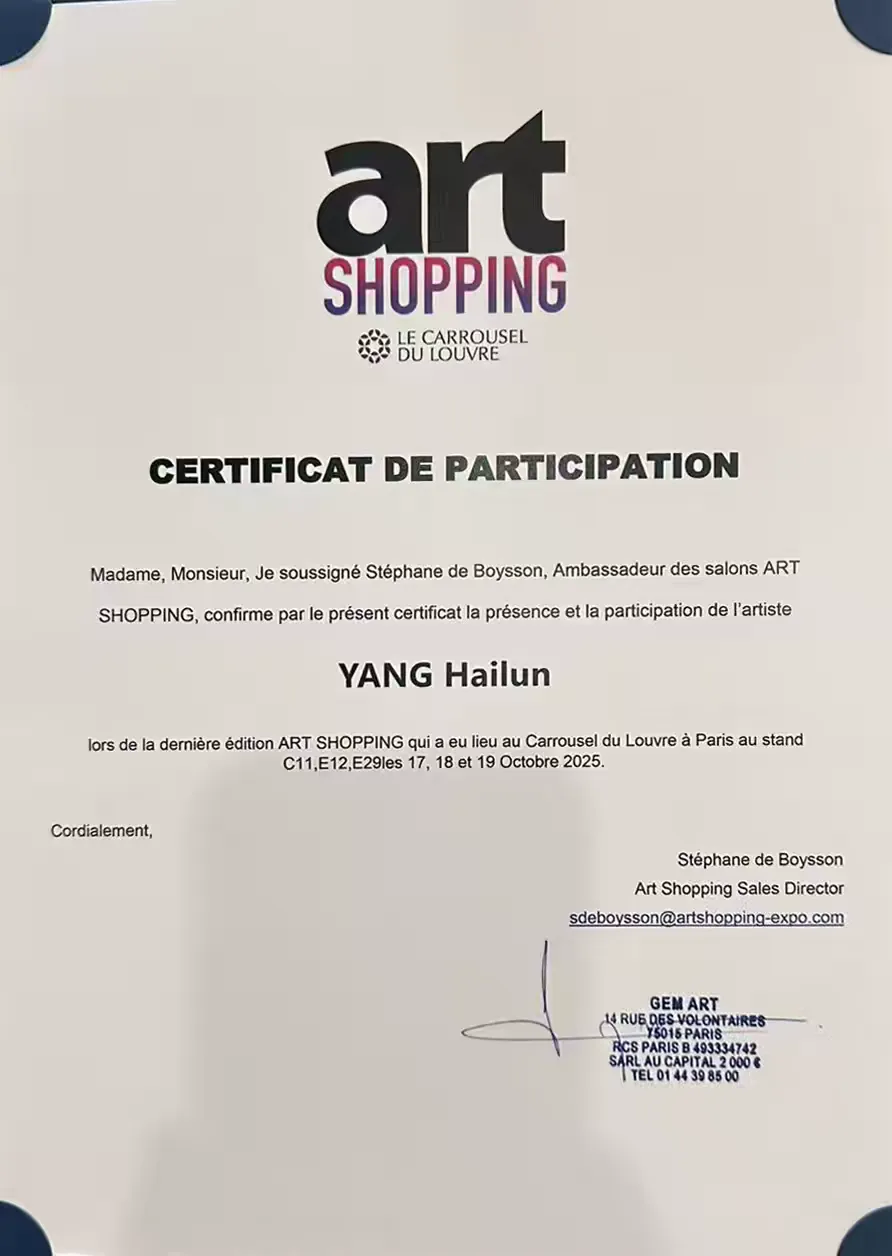 art
SHOPPING
LE CARROUSEL
DU LOUVRE
CERTIFICAT DE PARTICIPATION
Madame, Monsieur, Je soussigné Stéphane de Boysson, Ambassadeur des salons ART
SHOPPING, confirme par le présent certificat la présence et la participation de l'artiste
YANG Hailun
lors de la dernière édition ART SHOPPING qui a eu lieu au Carrousel du Louvre à Paris au stand
C11,E12,E29les 17, 18 et 19 Octobre 2025.
Cordialement,
Stéphane de Boysson
Art Shopping Sales Director
sdeboysson@artshopping-expo.com
GEM ART
14 RUE DES VOLONTAIRES
75015 PARIS
RCS PARIS B 493334742
SARL AU CAPITAL 2 000 €
TEL 01 44 39 85 00